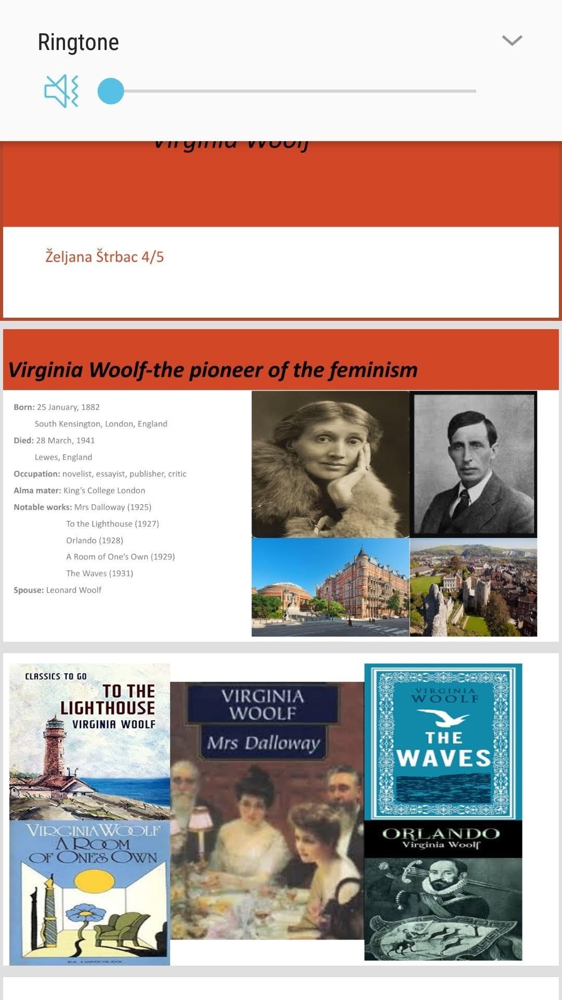 Ringtone
Virginia Woolf
Željana Štrbac 4/5
Virginia Woolf-the pioneer of the feminism
Born: 25 January, 1882
South Kensington, London, England
Died: 28 March, 1941
Lewes, England
Occupation: novelist, essayist, publisher, critic
Alma mater: King’s College London
Notable works: Mrs Dalloway (1925)
To the Lighthouse (1927)
Orlando (1928)
A Room of One’s Own (1929)
The Waves (1931)
Spouse: Leonard Woolf
CLASSICS TO GO
TO THE
LIGHTHOUSE
VIRGINIA WOOLF
VIRGINIA
WOOLF
Mrs Dalloway
VIRGINIA
WOOLF
THE
WAVES
VIRGINIA WOOLF
A ROOM
OF ONE'S OWN
ORLANDO
Virginia Woolf